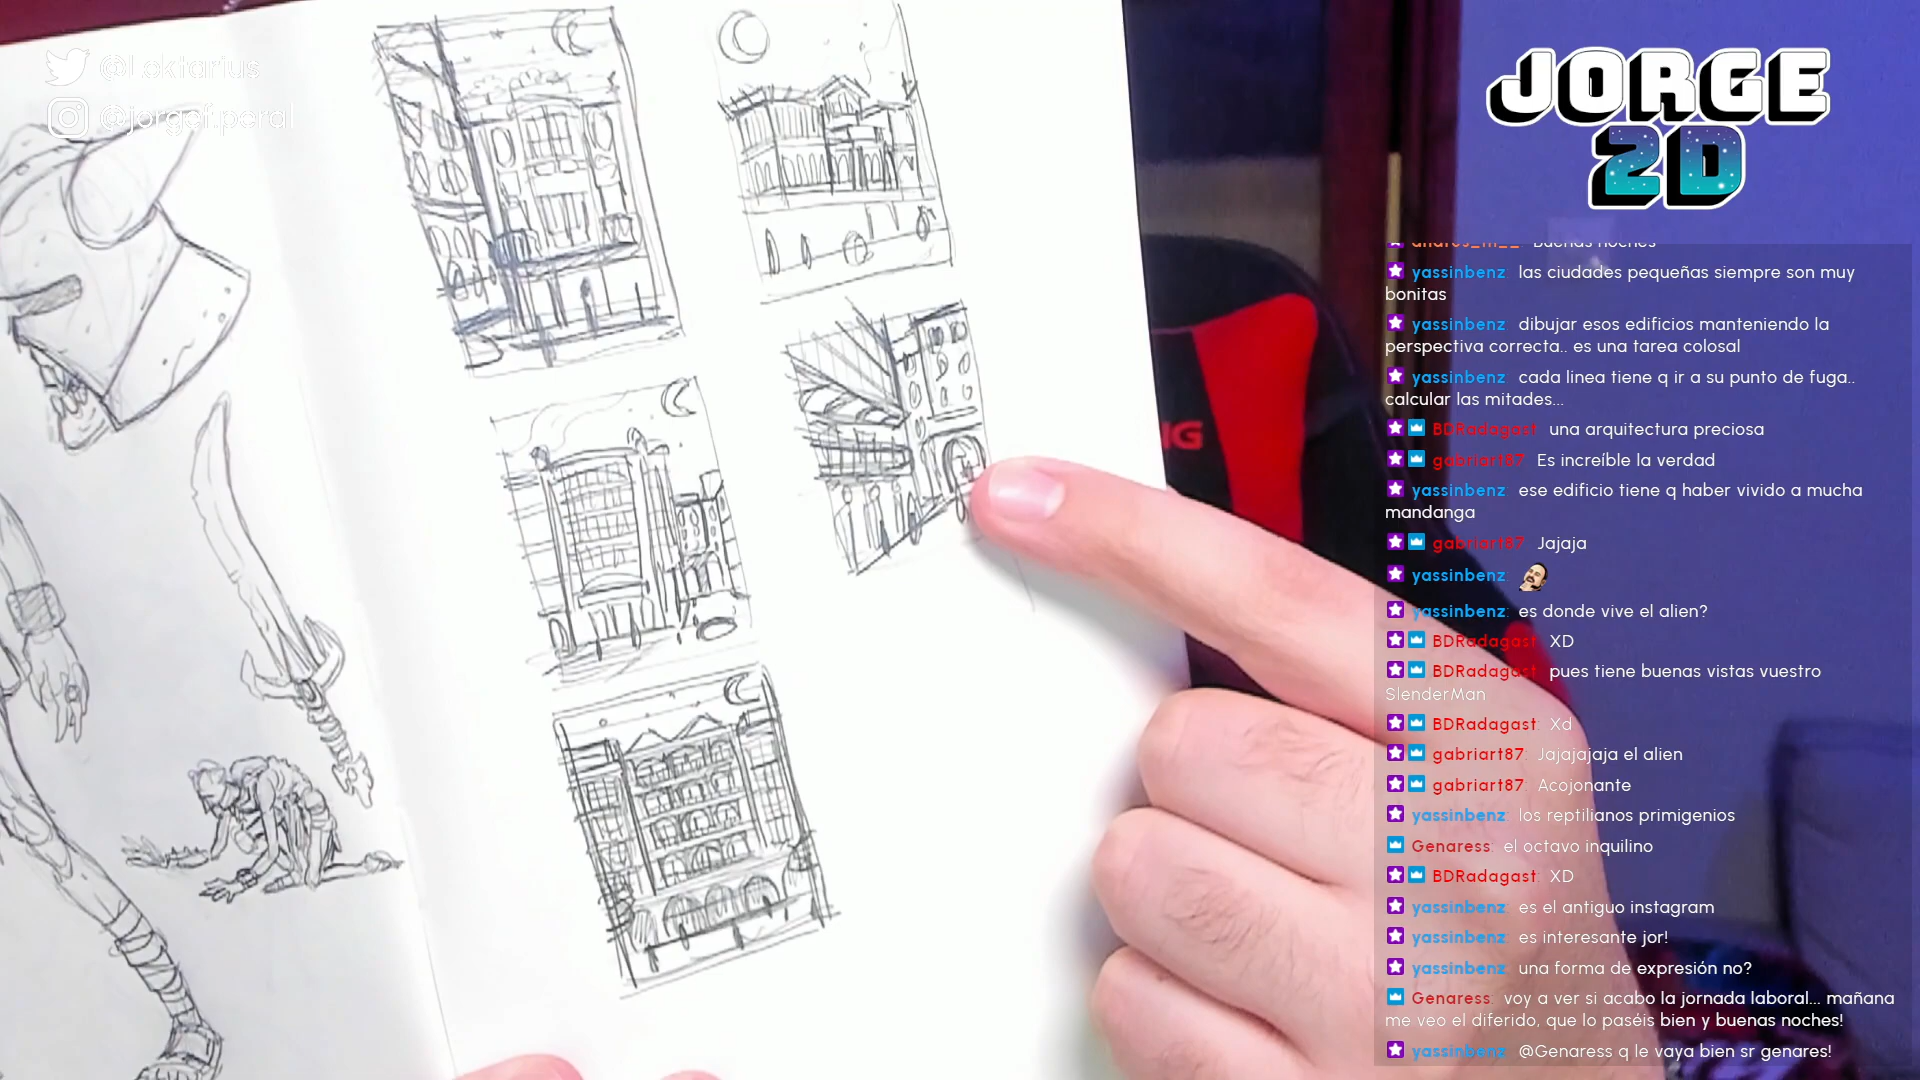 @Lektarius
@jorgef.peral
JORGE
2D
andres_m__: Buenas noches
yassinbenz: las ciudades pequeñas siempre son muy
bonitas
yassinbenz: dibujar esos edificios manteniendo la
perspectiva correcta.. es una tarea colosal
yassinbenz: cada linea tiene q ir a su punto de fuga..
calcular las mitades...
BDRadagast: una arquitectura preciosa
gabriart87: Es increíble la verdad
yassinbenz: ese edificio tiene q haber vivido a mucha
mandanga
gabriart87: Jajaja
yassinbenz:
yassinbenz: es donde vive el alien?
BDRadagast: XD
BDRadagast: pues tiene buenas vistas vuestro
SlenderMan
BDRadagast: Xd
gabriart87: Jajajajaja el alien
gabriart87: Acojonante
yassinbenz: los reptilianos primigenios
Genaress: el octavo inquilino
BDRadagast: XD
yassinbenz: es el antiguo instagram
yassinbenz: es interesante jor!
yassinbenz: una forma de expresión no?
Genaress: voy a ver si acabo la jornada laboral... mañana
me veo el diferido, que lo paséis bien y buenas noches!
yassinbenz: @Genaress q le vaya bien sr genares!